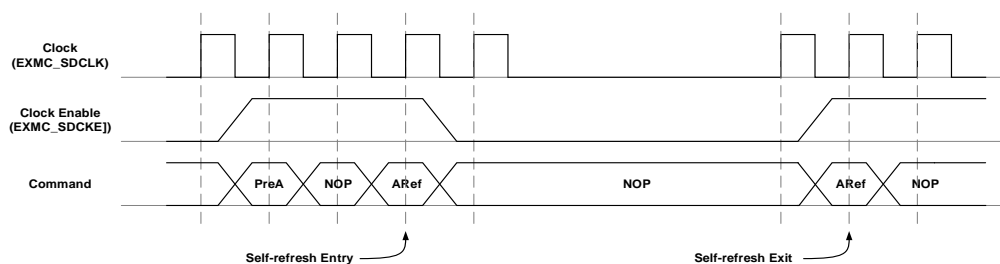 Clock
(EXMC_SDCLK)
Clock Enable
(EXMC_SDCKE])
Command
PreA
NOP
ARef
NOP
ARef
NOP
Self-refresh Entry
Self-refresh Exit